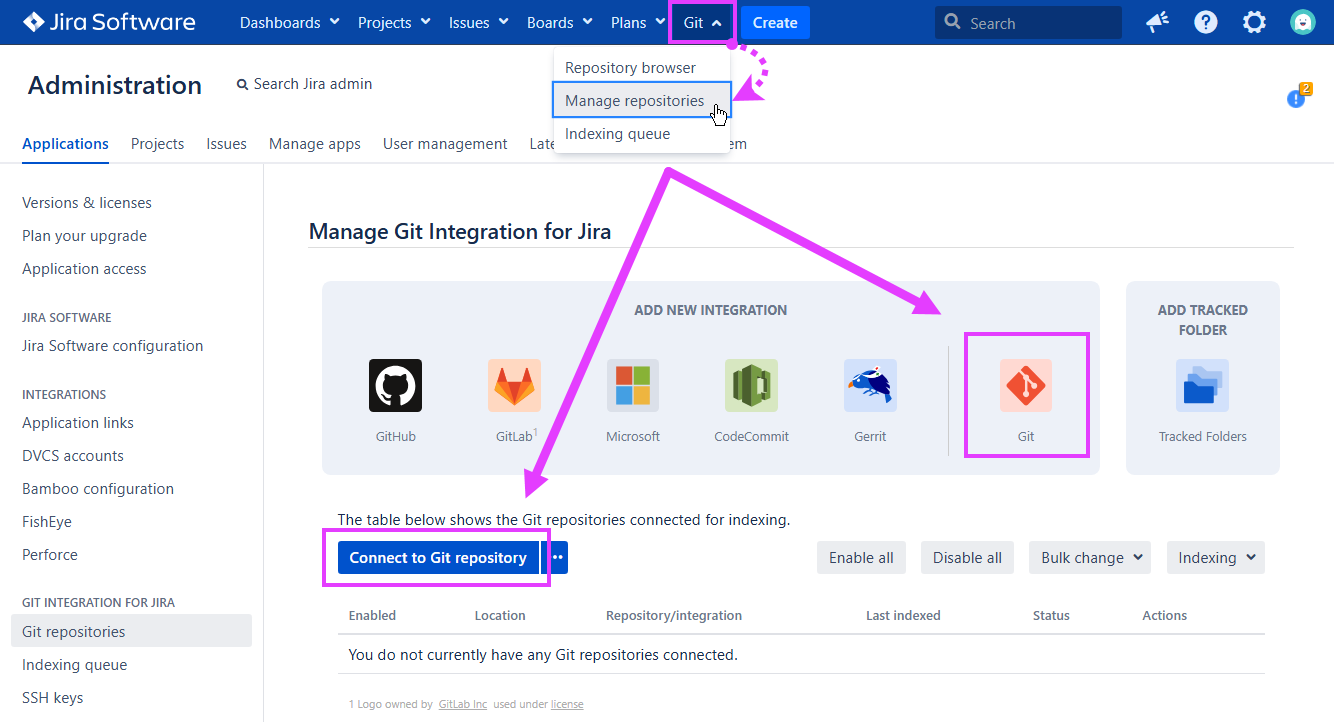 Jira Software Dashboards Projects Issues Boards Plans Git Create Search
Repository browser
Manage repositories
Indexing queue
Administration Search Jira admin
2
Applications Projects Issues Manage apps User management Late em
Versions & licenses
Plan your upgrade
Application access
JIRA SOFTWARE
Jira Software configuration
INTEGRATIONS
Application links
DVCS accounts
Bamboo configuration
FishEye
Perforce
GIT INTEGRATION FOR JIRA
Git repositories
Indexing queue
SSH keys
Manage Git Integration for Jira
ADD NEW INTEGRATION
GitHub GitLab¹ Microsoft CodeCommit Gerrit Git
ADD TRACKED
FOLDER
Tracked Folders
The table below shows the Git repositories connected for indexing.
Connect to Git repository Enable all Disable all Bulk change Indexing
Enabled Location Repository/integration Last indexed Status Actions
You do not currently have any Git repositories connected.
1 Logo owned by GitLab Inc used under license